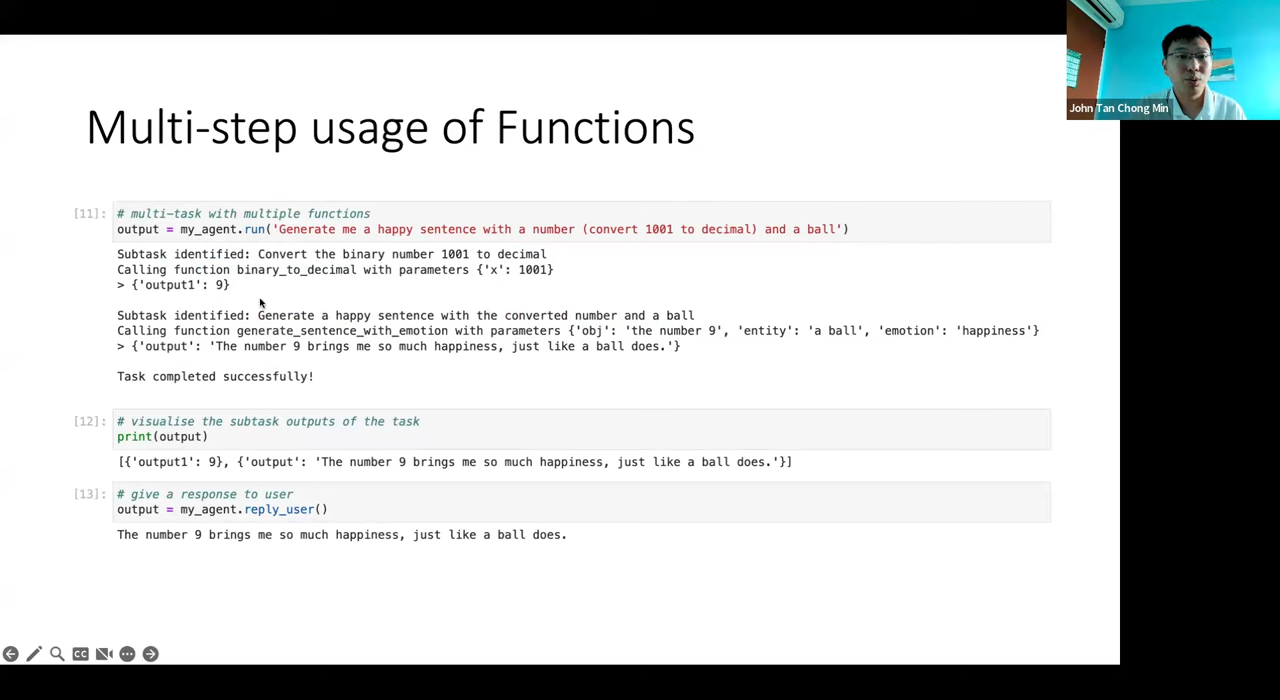 John Tan Chong Min
Multi-step usage of Functions
[11]:
# multi-task with multiple functions
output = my_agent.run('Generate me a happy sentence with a number (convert 1001 to decimal) and a ball')
Subtask identified: Convert the binary number 1001 to decimal
Calling function binary_to_decimal with parameters {'x': 1001}
> {'output1': 9}
Subtask identified: Generate a happy sentence with the converted number and a ball
Calling function generate_sentence_with_emotion with parameters {'obj': 'the number 9', 'entity': 'a ball', 'emotion': 'happiness'}
> {'output': 'The number 9 brings me so much happiness, just like a ball does.'}
Task completed successfully!
[12]:
# visualise the subtask outputs of the task
print(output)
[{'output1': 9}, {'output': 'The number 9 brings me so much happiness, just like a ball does.'}]
[13]:
# give a response to user
output = my_agent.reply_user()
The number 9 brings me so much happiness, just like a ball does.
CC